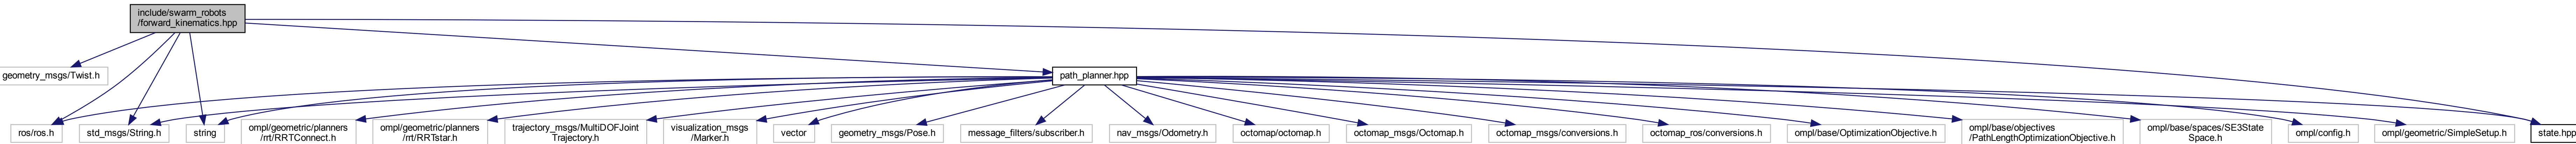 include/swarm_robots
/forward_kinematics.hpp
geometry_msgs/Twist.h
path_planner.hpp
ros/ros.h
std_msgs/String.h
string
ompl/geometric/planners
/rrt/RRTConnect.h
ompl/geometric/planners
/rrt/RRTstar.h
trajectory_msgs/MultiDOFJoint
Trajectory.h
visualization_msgs
/Marker.h
vector
geometry_msgs/Pose.h
message_filters/subscriber.h
nav_msgs/Odometry.h
octomap/octomap.h
octomap_msgs/Octomap.h
octomap_msgs/conversions.h
octomap_ros/conversions.h
ompl/base/OptimizationObjective.h
ompl/base/objectives
/PathLengthOptimizationObjective.h
ompl/base/spaces/SE3State
Space.h
ompl/config.h
ompl/geometric/SimpleSetup.h
state.hpp